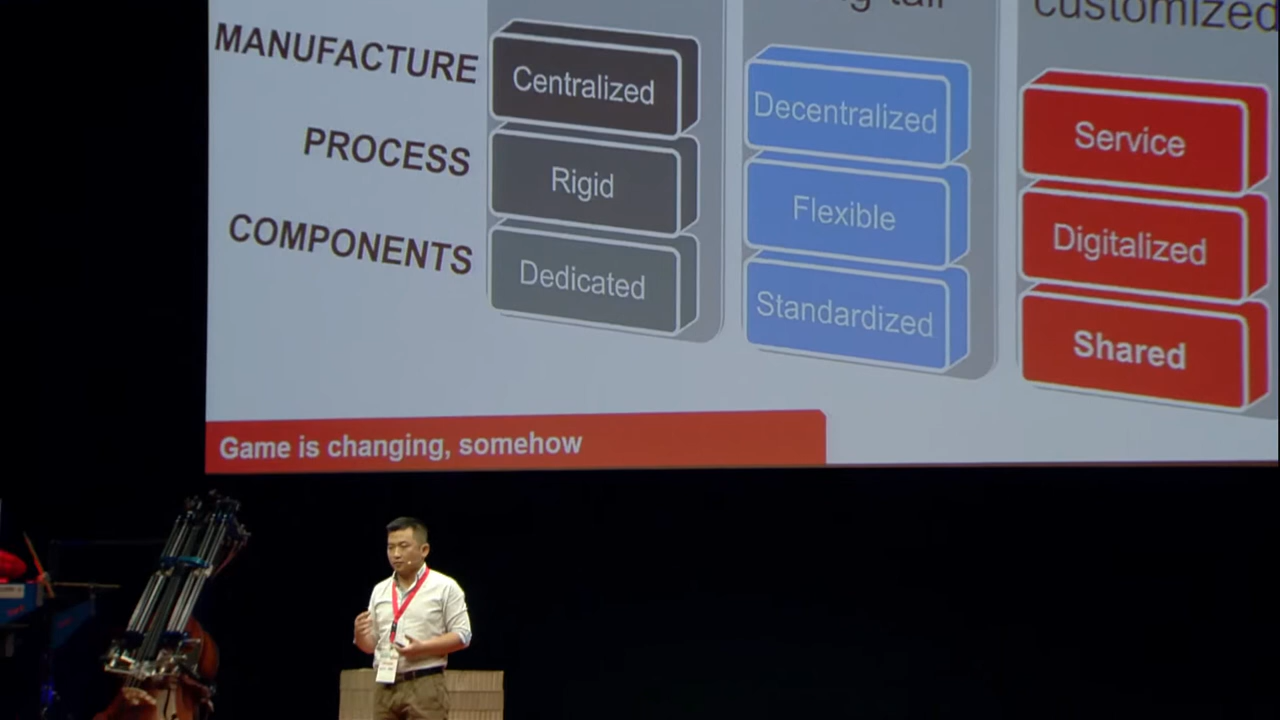 customized
MANUFACTURE
Centralized
Decentralized
Service
PROCESS
Rigid
Flexible
Digitalized
COMPONENTS
Dedicated
Standardized
Shared
Game is changing, somehow